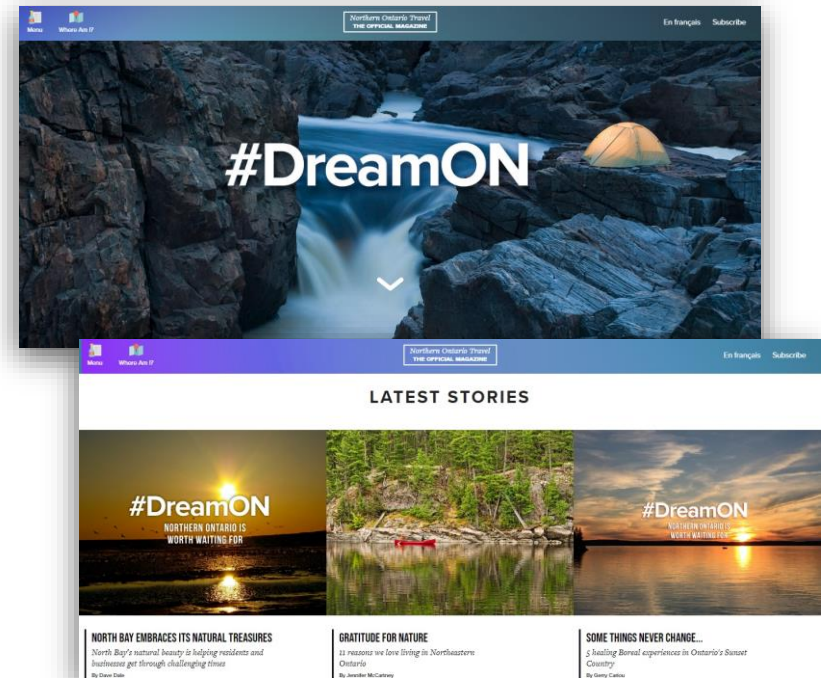 Menu
Where Am I?
Northern Ontario Travel
THE OFFICIAL MAGAZINE
En français
Subscribe
#DreamON
Menu
Where Am I?
Northern Ontario Travel
THE OFFICIAL MAGAZINE
En français
Subscribe
LATEST STORIES
#DreamON
NORTHERN ONTARIO IS
WORTH WAITING FOR
#DreamON
NORTHERN ONTARIO IS
WORTH WAITING FOR
NORTH BAY EMBRACES ITS NATURAL TREASURES
North Bay's natural beauty is helping residents and
businesses get through challenging times
By Dave Dale
GRATITUDE FOR NATURE
11 reasons we love living in Northeastern
Ontario
By Jennifer McCartney
SOME THINGS NEVER CHANGE...
5 healing Boreal experiences in Ontario's Sunset
Country
By Gerry Cariou